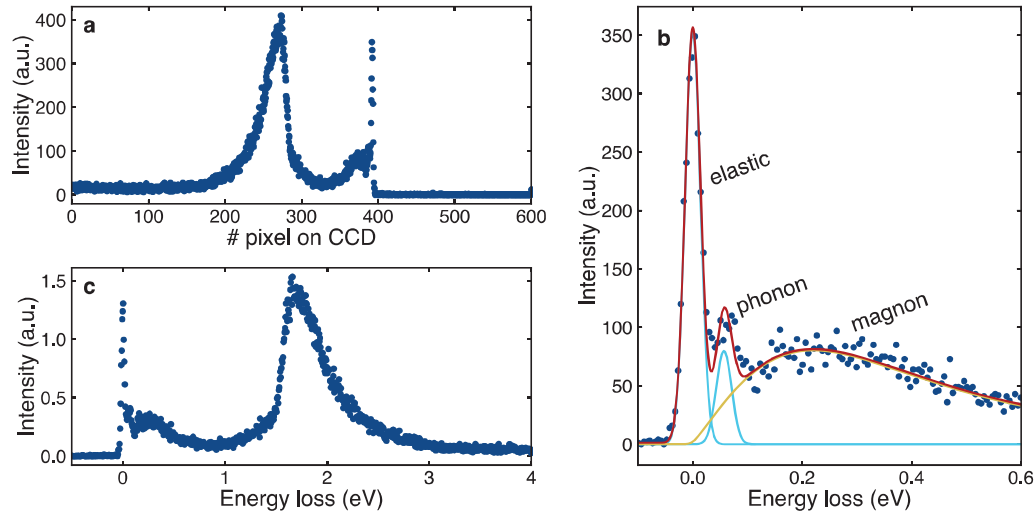 a
Intensity (a.u.)
400
300
200
100
0
0 100 200 300 400 500 600
# pixel on CCD
c
Intensity (a.u.)
1.5
1.0
0.5
0.0
0 1 2 3 4
Energy loss (eV)
b
Intensity (a.u.)
350
300
250
200
150
100
50
0
elastic
phonon
magnon
0.0 0.2 0.4 0.6
Energy loss (eV)